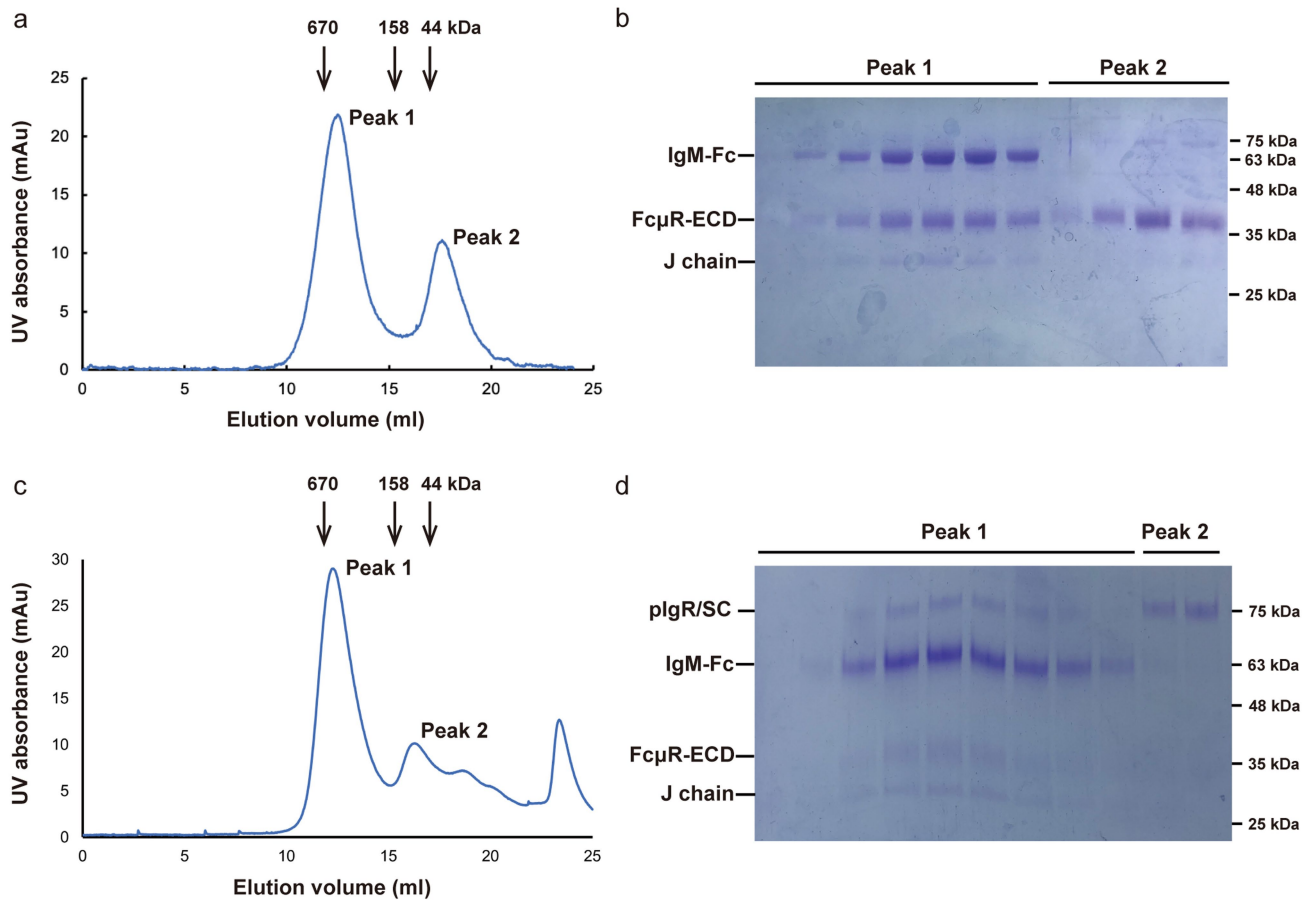 a
670 158 44 kDa
25
20
15
10
5
0
Peak 1
Peak 2
0 5 10 15 20 25
UV absorbance (mAu)
Elution volume (ml)
b
Peak 1 Peak 2
IgM-Fc
FcμR-ECD
J chain
75 kDa
63 kDa
48 kDa
35 kDa
25 kDa
c
670 158 44 kDa
30
25
20
15
10
5
0
Peak 1
Peak 2
0 5 10 15 20 25
UV absorbance (mAu)
Elution volume (ml)
d
Peak 1 Peak 2
pIgR/SC
IgM-Fc
FcμR-ECD
J chain
75 kDa
63 kDa
48 kDa
35 kDa
25 kDa